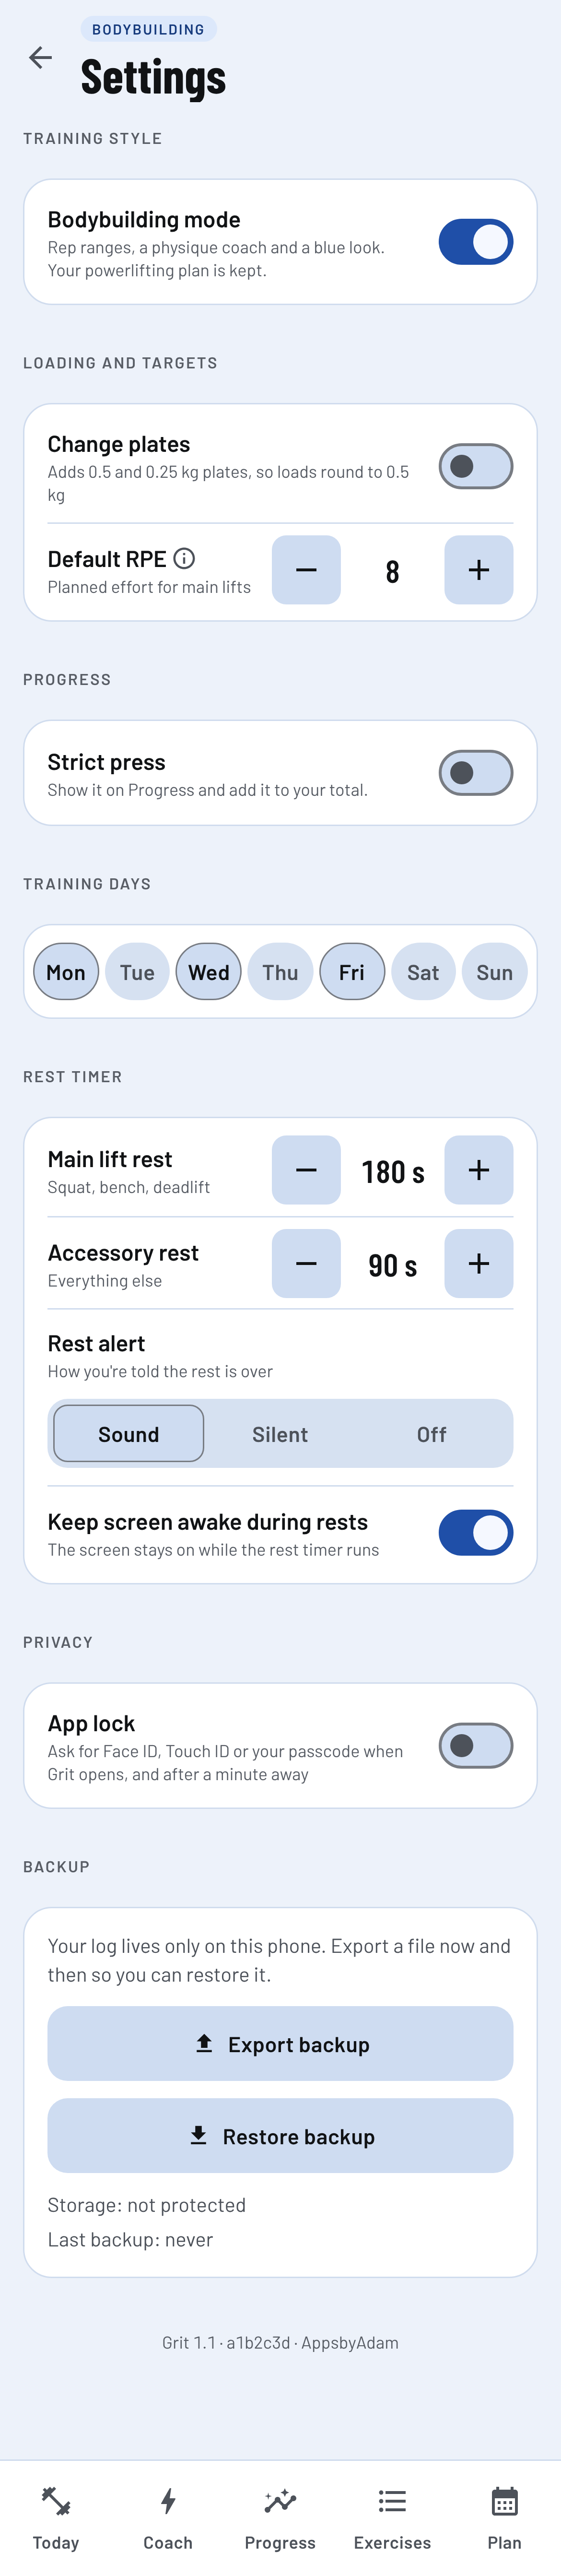 BODYBUILDING
Settings
TRAINING STYLE
Bodybuilding mode
Rep ranges, a physique coach and a blue look.
Your powerlifting plan is kept.
LOADING AND TARGETS
Change plates
Adds 0.5 and 0.25 kg plates, so loads round to 0.5
kg
Default RPE
Planned effort for main lifts
8
PROGRESS
Strict press
Show it on Progress and add it to your total.
TRAINING DAYS
Mon Tue Wed Thu Fri Sat Sun
REST TIMER
Main lift rest
Squat, bench, deadlift
180 s
Accessory rest
Everything else
90 s
Rest alert
How you're told the rest is over
Sound Silent Off
Keep screen awake during rests
The screen stays on while the rest timer runs
PRIVACY
App lock
Ask for Face ID, Touch ID or your passcode when
Grit opens, and after a minute away
BACKUP
Your log lives only on this phone. Export a file now and
then so you can restore it.
Export backup
Restore backup
Storage: not protected
Last backup: never
Grit 1.1 · a1b2c3d · AppsbyAdam
Today Coach Progress Exercises Plan